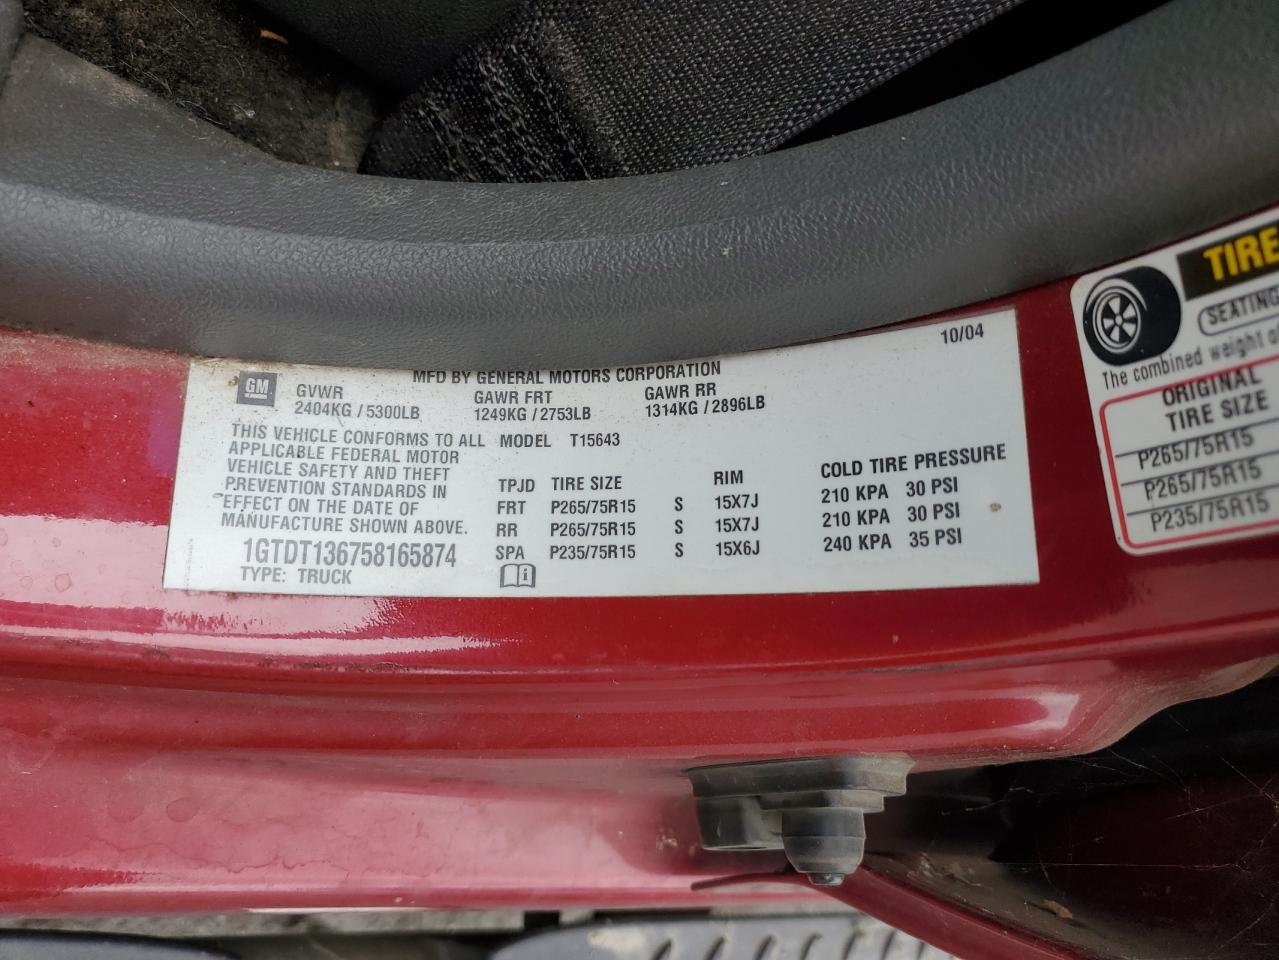 10/04
MFD BY GENERAL MOTORS CORPORATION
GM GVWR GAWR FRT GAWR RR
2404KG / 5300LB 1249KG / 2753LB 1314KG / 2896LB
THIS VEHICLE CONFORMS TO ALL
APPLICABLE FEDERAL MOTOR
VEHICLE SAFETY AND THEFT
PREVENTION STANDARDS IN
EFFECT ON THE DATE OF
MANUFACTURE SHOWN ABOVE.
1GTDT136758165874
TYPE: TRUCK
MODEL T15643
TPJD TIRE SIZE RIM COLD TIRE PRESSURE
FRT P265/75R15 S 15X7J 210 KPA 30 PSI
RR P265/75R15 S 15X7J 210 KPA 30 PSI
SPA P235/75R15 S 15X6J 240 KPA 35 PSI
i
TIRE
SEATING
The combined weight of
ORIGINAL
TIRE SIZE
P265/75R15
P265/75R15
P235/75R15